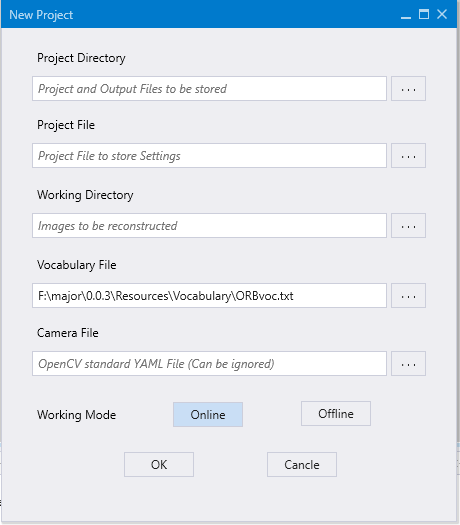 New Project
Project Directory
Project and Output Files to be stored
...
Project File
Project File to store Settings
...
Working Directory
Images to be reconstructed
...
Vocabulary File
F:\major\0.0.3\Resources\Vocabulary\ORBvoc.txt
...
Camera File
OpenCV standard YAML File (Can be ignored)
...
Working Mode
Online
Offline
OK
Cancle